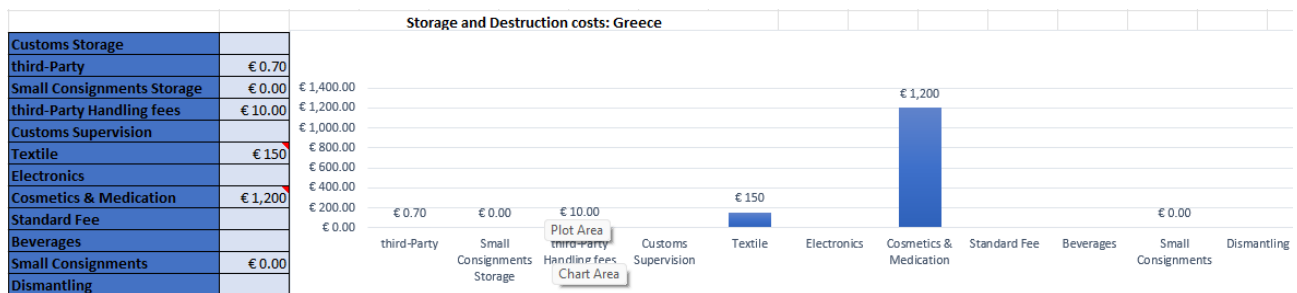 Storage and Destruction costs: Greece
Customs Storage
third-Party € 0.70
Small Consignments Storage € 0.00
third-Party Handling fees € 10.00
Customs Supervision
Textile € 150
Electronics
Cosmetics & Medication € 1,200
Standard Fee
Beverages
Small Consignments € 0.00
Dismantling
€ 1,400.00
€ 1,200.00
€ 1,000.00
€ 800.00
€ 600.00
€ 400.00
€ 200.00
€ 0.00
€ 0.70
€ 0.00
€ 10.00
€ 150
€ 1,200
€ 0.00
Plot Area
third-Party
Small
Consignments
Storage
third-Party
Handling fees
Customs
Supervision
Textile
Electronics
Cosmetics &
Medication
Standard Fee
Beverages
Small
Consignments
Dismantling
Chart Area